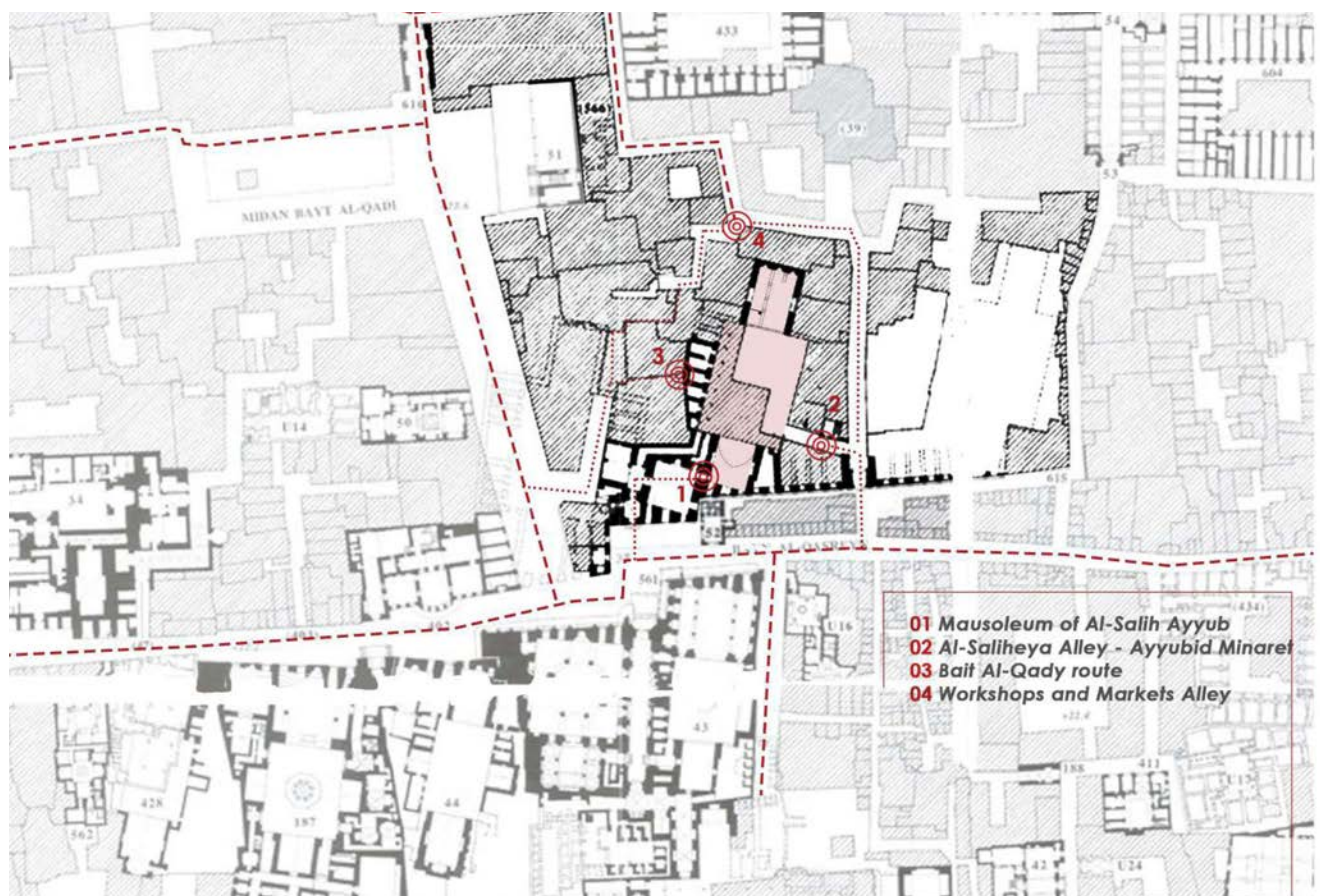 433
54
604
616
(566)
(39)
51
53
MIDAN BAYT AL-QADI
4
3
2
U14
50
1
615
34
52
BAYN AL-QASREYN
561
(434)
U16
402
01 Mausoleum of Al-Salih Ayyub
02 Al-Saliheya Alley - Ayyubid Minaret
03 Bait Al-Qady route
04 Workshops and Markets Alley
43
188
411
U15
428
44
187
562
42
U24